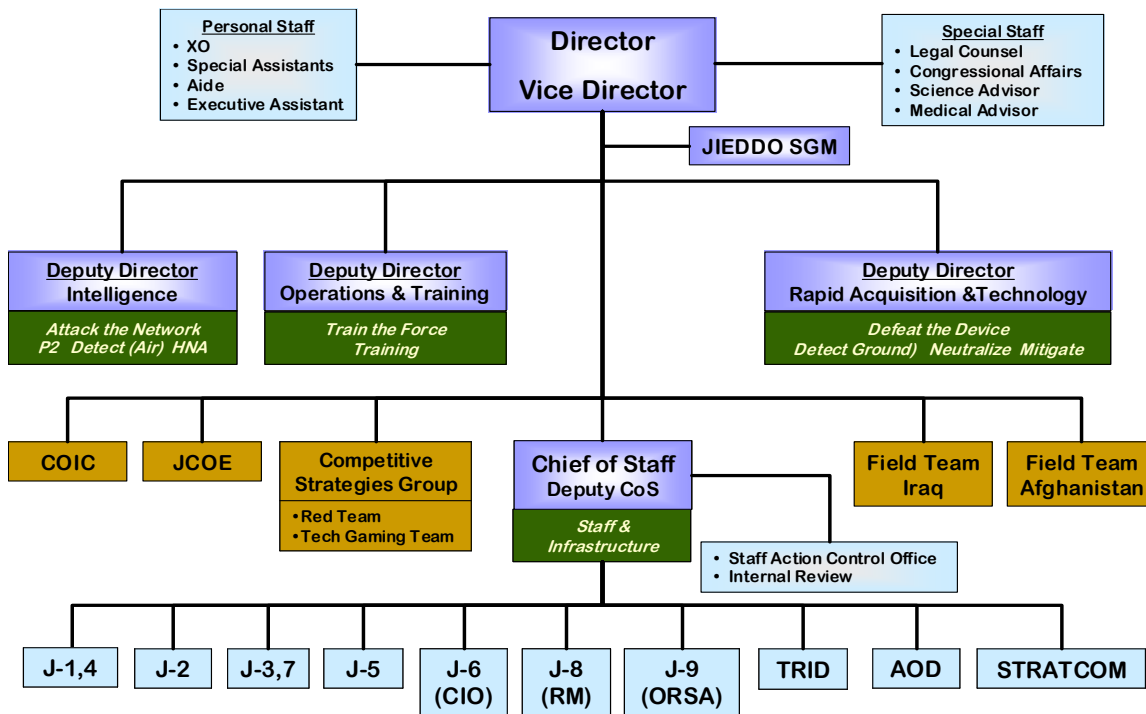 Personal Staff
• XO
• Special Assistants
• Aide
• Executive Assistant
Director
Vice Director
Special Staff
• Legal Counsel
• Congressional Affairs
• Science Advisor
• Medical Advisor
JIEDDO SGM
Deputy Director
Intelligence
Attack the Network
P2 Detect (Air) HNA
Deputy Director
Operations & Training
Train the Force
Training
Deputy Director
Rapid Acquisition &Technology
Defeat the Device
Detect Ground) Neutralize Mitigate
COIC
JCOE
Competitive
Strategies Group
• Red Team
• Tech Gaming Team
Chief of Staff
Deputy CoS
Staff &
Infrastructure
Field Team
Iraq
Field Team
Afghanistan
• Staff Action Control Office
• Internal Review
J-1,4
J-2
J-3,7
J-5
J-6
(CIO)
J-8
(RM)
J-9
(ORSA)
TRID
AOD
STRATCOM